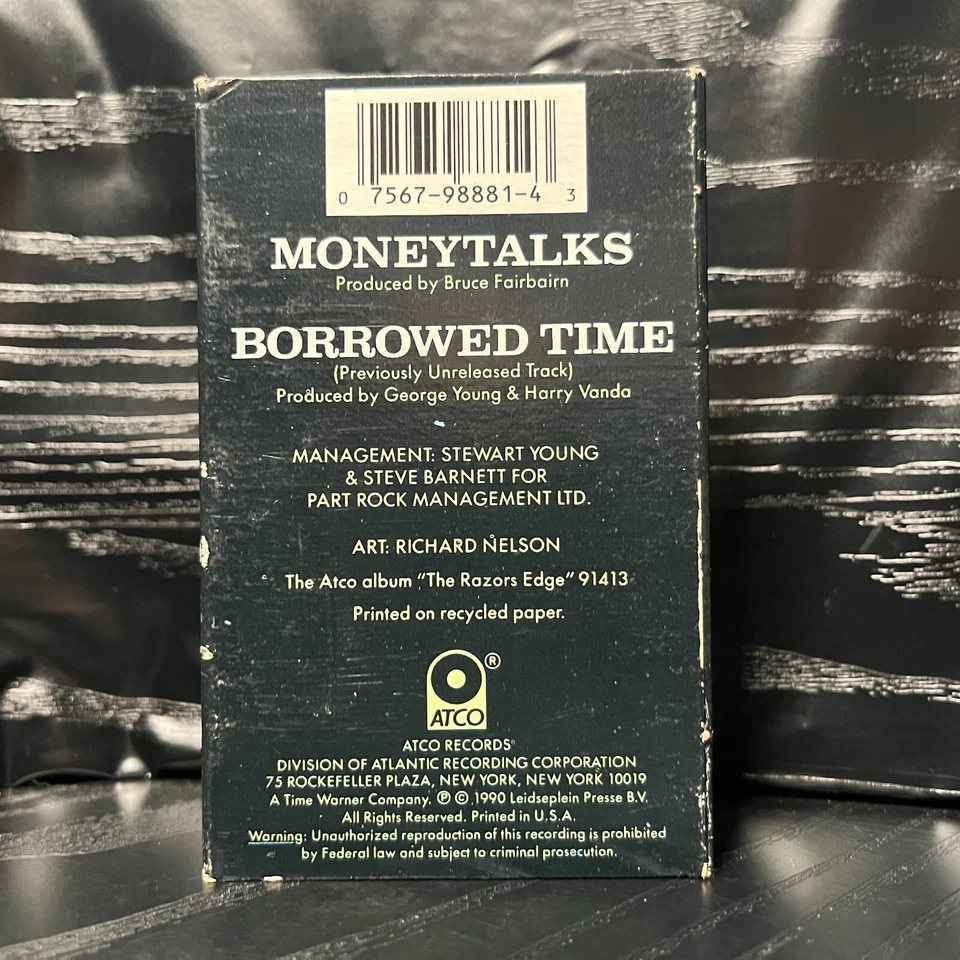 0 7567-98881-4 3
MONEYTALKS
Produced by Bruce Fairbairn
BORROWED TIME
(Previously Unreleased Track)
Produced by George Young & Harry Vanda
MANAGEMENT: STEWART YOUNG
& STEVE BARNETT FOR
PART ROCK MANAGEMENT LTD.
ART: RICHARD NELSON
The Atco album "The Razors Edge" 91413
Printed on recycled paper.
®
ATCO
ATCO RECORDS®
DIVISION OF ATLANTIC RECORDING CORPORATION
75 ROCKEFELLER PLAZA, NEW YORK, NEW YORK 10019
A Time Warner Company. ℗ © 1990 Leidseplein Presse B.V.
All Rights Reserved. Printed in U.S.A.
Warning: Unauthorized reproduction of this recording is prohibited
by Federal law and subject to criminal prosecution.